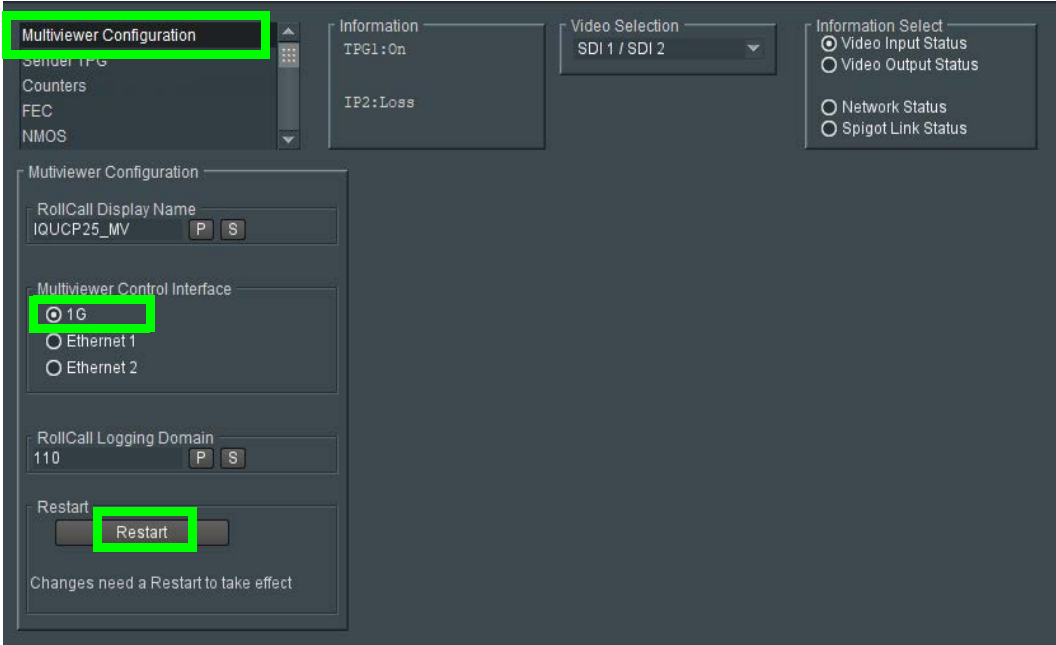 Multiviewer Configuration
Sender TPG
Counters
FEC
NMOS
Information
TPG1:On
IP2:Loss
Video Selection
SDI 1 / SDI 2
Information Select
Video Input Status
Video Output Status
Network Status
Spigot Link Status
Mutiviewer Configuration
RollCall Display Name
IQUCP25_MV P S
Multiviewer Control Interface
1G
Ethernet 1
Ethernet 2
RollCall Logging Domain
110 P S
Restart
Restart
Changes need a Restart to take effect